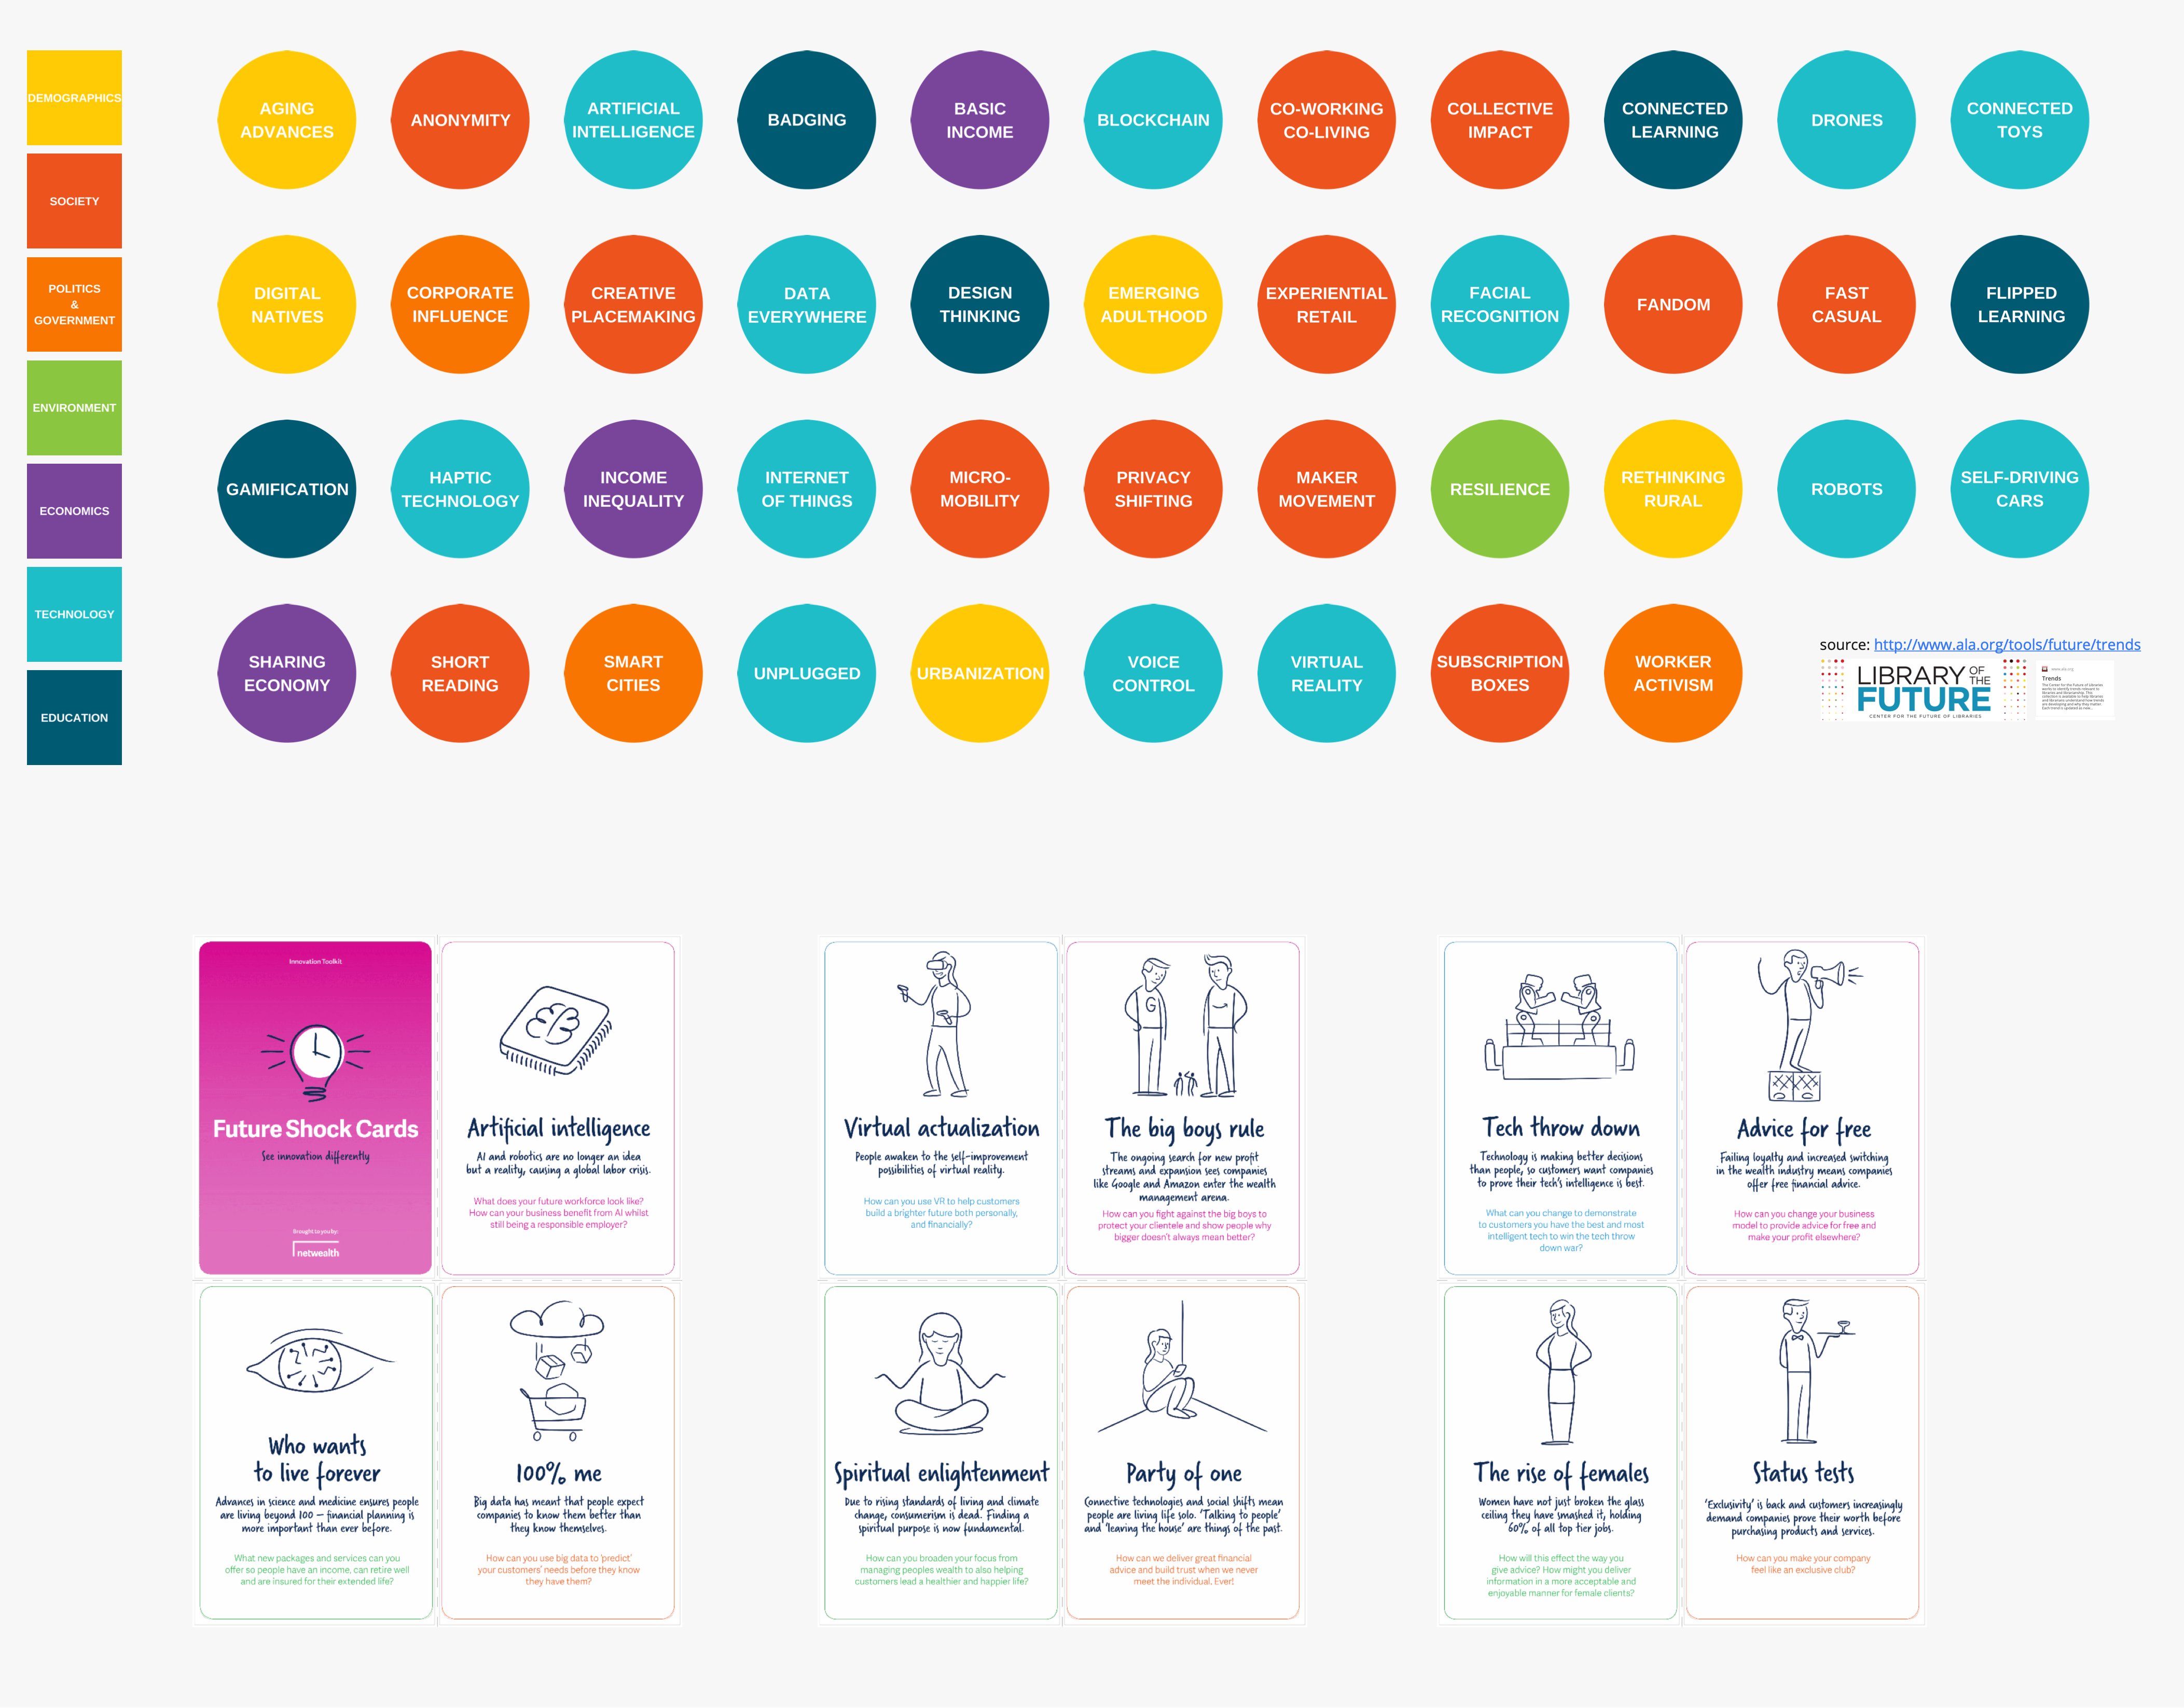 DEMOGRAPHICS
SOCIETY
POLITICS
&
GOVERNMENT
ENVIRONMENT
ECONOMICS
TECHNOLOGY
EDUCATION
AGING
ADVANCES
ANONYMITY
ARTIFICIAL
INTELLIGENCE
BADGING
BASIC
INCOME
BLOCKCHAIN
CO-WORKING
CO-LIVING
COLLECTIVE
IMPACT
CONNECTED
LEARNING
DRONES
CONNECTED
TOYS
DIGITAL
NATIVES
CORPORATE
INFLUENCE
CREATIVE
PLACEMAKING
DATA
EVERYWHERE
DESIGN
THINKING
EMERGING
ADULTHOOD
EXPERIENTIAL
RETAIL
FACIAL
RECOGNITION
FANDOM
FAST
CASUAL
FLIPPED
LEARNING
GAMIFICATION
HAPTIC
TECHNOLOGY
INCOME
INEQUALITY
INTERNET
OF THINGS
MICRO-
MOBILITY
PRIVACY
SHIFTING
MAKER
MOVEMENT
RESILIENCE
RETHINKING
RURAL
ROBOTS
SELF-DRIVING
CARS
SHARING
ECONOMY
SHORT
READING
SMART
CITIES
UNPLUGGED
URBANIZATION
VOICE
CONTROL
VIRTUAL
REALITY
SUBSCRIPTION
BOXES
WORKER
ACTIVISM
source: http://www.ala.org/tools/future/trends
LIBRARY OF THE
FUTURE
CENTER FOR THE FUTURE OF LIBRARIES
www.ala.org
Trends
Innovation Toolkit
Future Shock Cards
See innovation differently
Brought to you by:
netwealth
Artificial intelligence
AI and robotics are no longer an idea
but a reality, causing a global labor crisis.
What does your future workforce look like?
How can your business benefit from AI whilst
still being a responsible employer?
Who wants
to live forever
Advances in science and medicine ensures people
are living beyond 100 – financial planning is
more important than ever before.
What new packages and services can you
offer so people have an income, can retire well
and are insured for their extended life?
100% me
Big data has meant that people expect
companies to know them better than
they know themselves.
How can you use big data to 'predict'
your customers' needs before they know
they have them?
Virtual actualization
People awaken to the self-improvement
possibilities of virtual reality.
How can you use VR to help customers
build a brighter future both personally,
and financially?
G
The big boys rule
The ongoing search for new profit
streams and expansion sees companies
like Google and Amazon enter the wealth
management arena.
How can you fight against the big boys to
protect your clientele and show people why
bigger doesn't always mean better?
Spiritual enlightenment
Due to rising standards of living and climate
change, consumerism is dead. Finding a
spiritual purpose is now fundamental.
How can you broaden your focus from
managing peoples wealth to also helping
customers lead a healthier and happier life?
Party of one
Connective technologies and social shifts mean
people are living life solo. 'Talking to people'
and 'leaving the house' are things of the past.
How can we deliver great financial
advice and build trust when we never
meet the individual. Ever!
Tech throw down
Technology is making better decisions
than people, so customers want companies
to prove their tech's intelligence is best.
What can you change to demonstrate
to customers you have the best and most
intelligent tech to win the tech throw
down war?
Advice for free
Failing loyalty and increased switching
in the wealth industry means companies
offer free financial advice.
How can you change your business
model to provide advice for free and
make your profit elsewhere?
The rise of females
Women have not just broken the glass
ceiling they have smashed it, holding
60% of all top tier jobs.
How will this effect the way you
give advice? How might you deliver
information in a more acceptable and
enjoyable manner for female clients?
Status tests
'Exclusivity' is back and customers increasingly
demand companies prove their worth before
purchasing products and services.
How can you make your company
feel like an exclusive club?